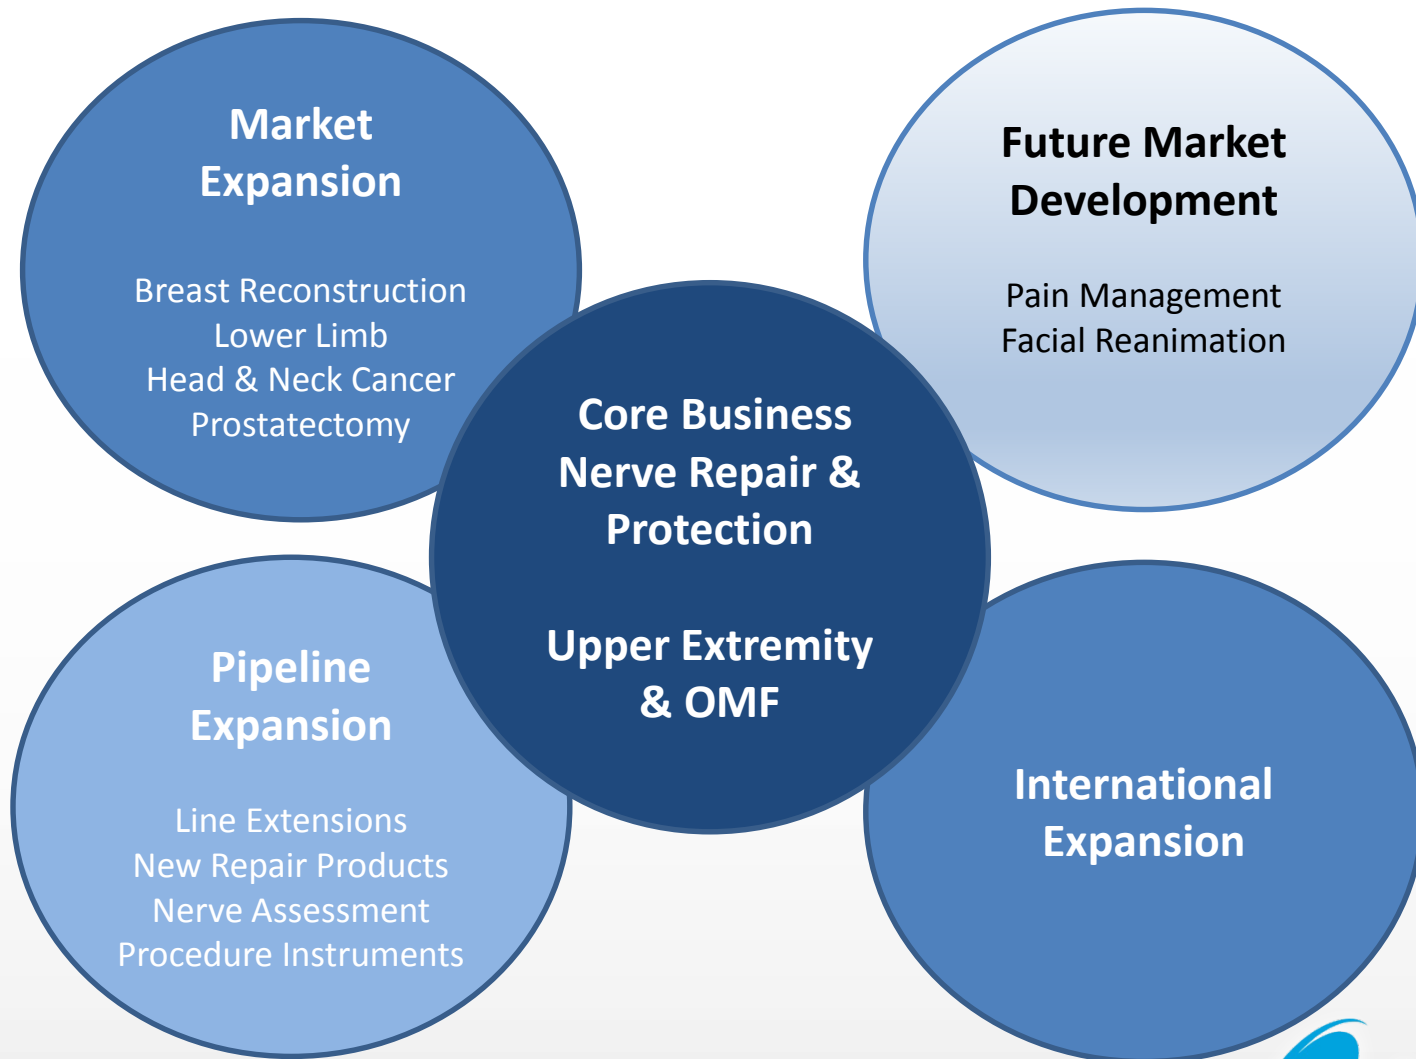 Market
Expansion
Breast Reconstruction
Lower Limb
Head & Neck Cancer
Prostatectomy
Future Market
Development
Pain Management
Facial Reanimation
Core Business
Nerve Repair &
Protection
Upper Extremity
& OMF
Pipeline
Expansion
Line Extensions
New Repair Products
Nerve Assessment
Procedure Instruments
International
Expansion